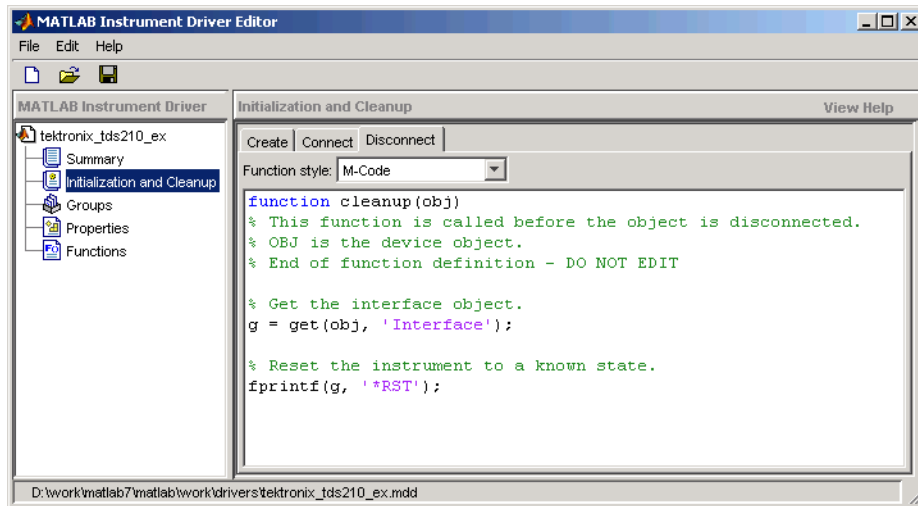 MATLAB Instrument Driver Editor
File Edit Help
MATLAB Instrument Driver
tektronix_tds210_ex
Summary
Initialization and Cleanup
Groups
Properties
Functions
Initialization and Cleanup View Help
Create Connect Disconnect
Function style: M-Code
function cleanup(obj)
% This function is called before the object is disconnected.
% OBJ is the device object.
% End of function definition - DO NOT EDIT
% Get the interface object.
g = get(obj, 'Interface');
% Reset the instrument to a known state.
fprintf(g, '*RST');
D:\work\matlab7\matlab\work\drivers\tektronix_tds210_ex.mdd